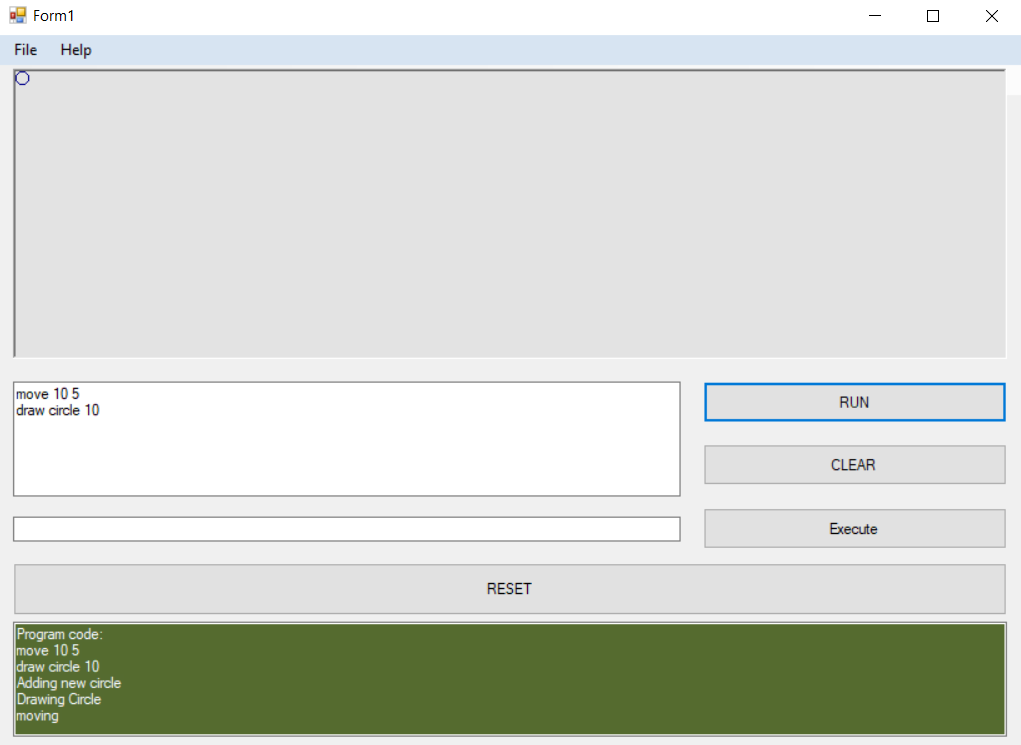 Form1
File Help
move 10 5
draw circle 10
RUN
CLEAR
Execute
RESET
Program code:
move 10 5
draw circle 10
Adding new circle
Drawing Circle
moving